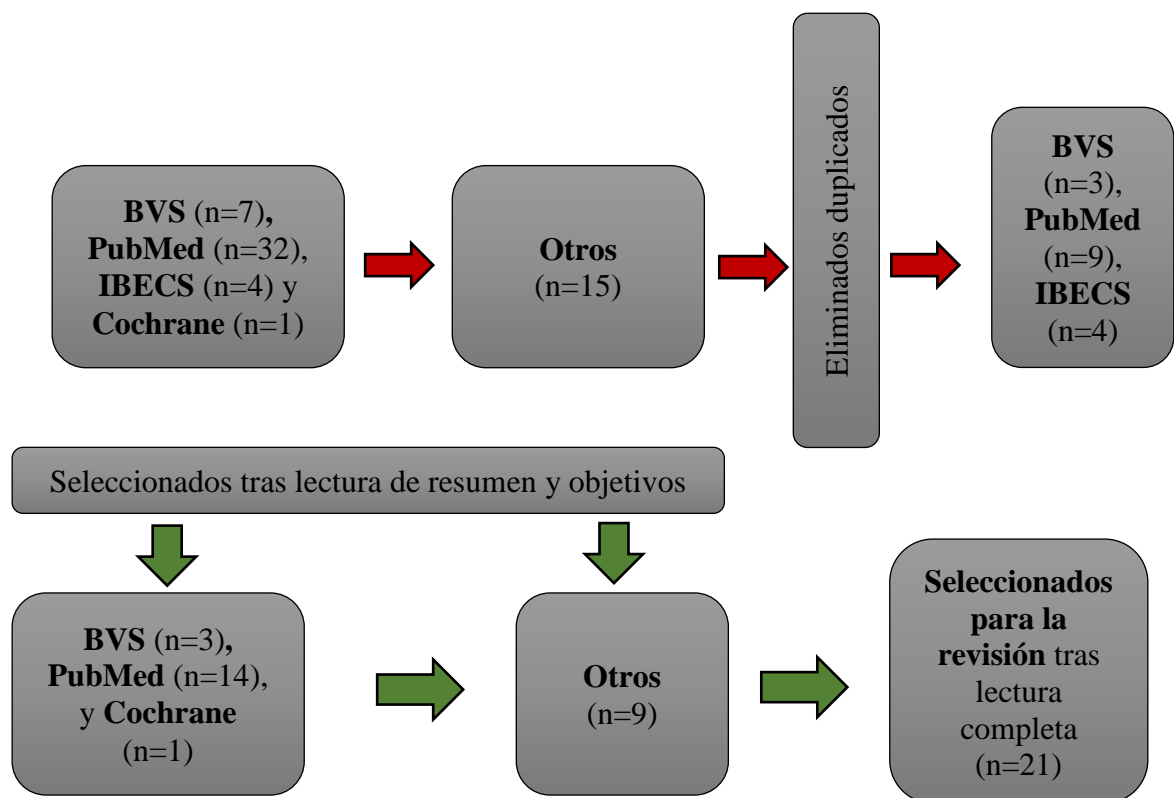 BVS (n=7),
PubMed (n=32),
IBECS (n=4) y
Cochrane (n=1)
Otros
(n=15)
Eliminados duplicados
BVS
(n=3),
PubMed
(n=9),
IBECS
(n=4)
Seleccionados tras lectura de resumen y objetivos
BVS (n=3),
PubMed (n=14),
y Cochrane
(n=1)
Otros
(n=9)
Seleccionados
para la
revisión tras
lectura
completa
(n=21)